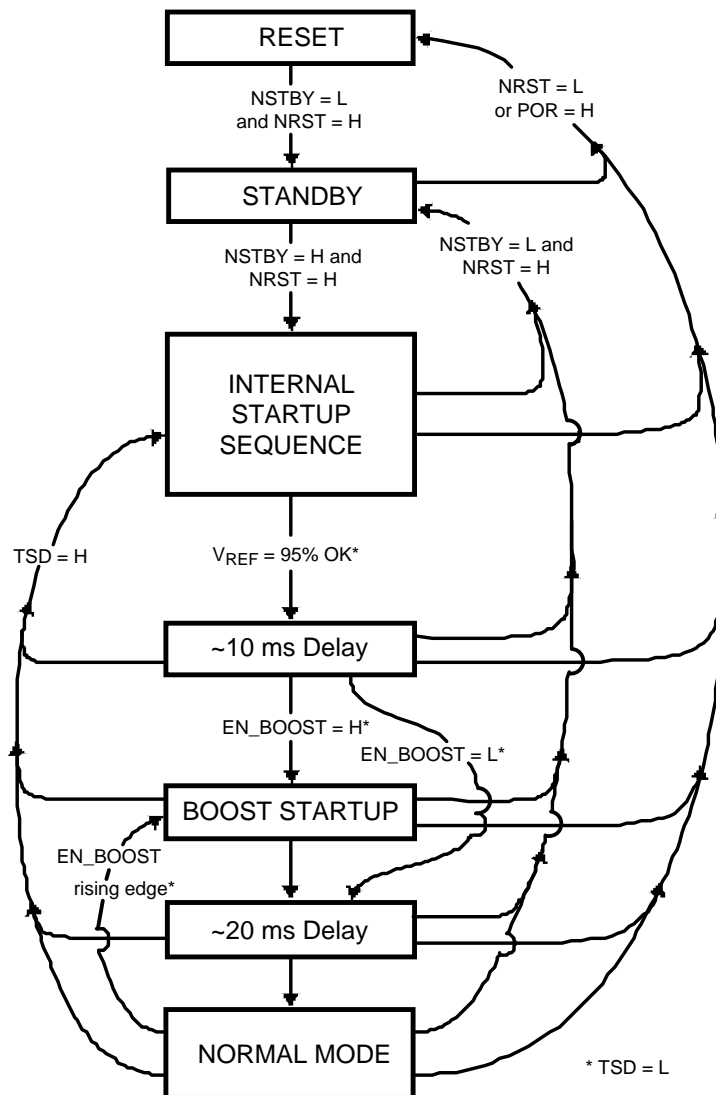 RESET
NSTBY = L
and NRST = H
NRST = L
or POR = H
STANDBY
NSTBY = H and
NRST = H
NSTBY = L and
NRST = H
INTERNAL
STARTUP
SEQUENCE
TSD = H
VREF = 95% OK*
~10 ms Delay
EN_BOOST = H*
EN_BOOST = L*
BOOST STARTUP
EN_BOOST
rising edge*
~20 ms Delay
NORMAL MODE
* TSD = L